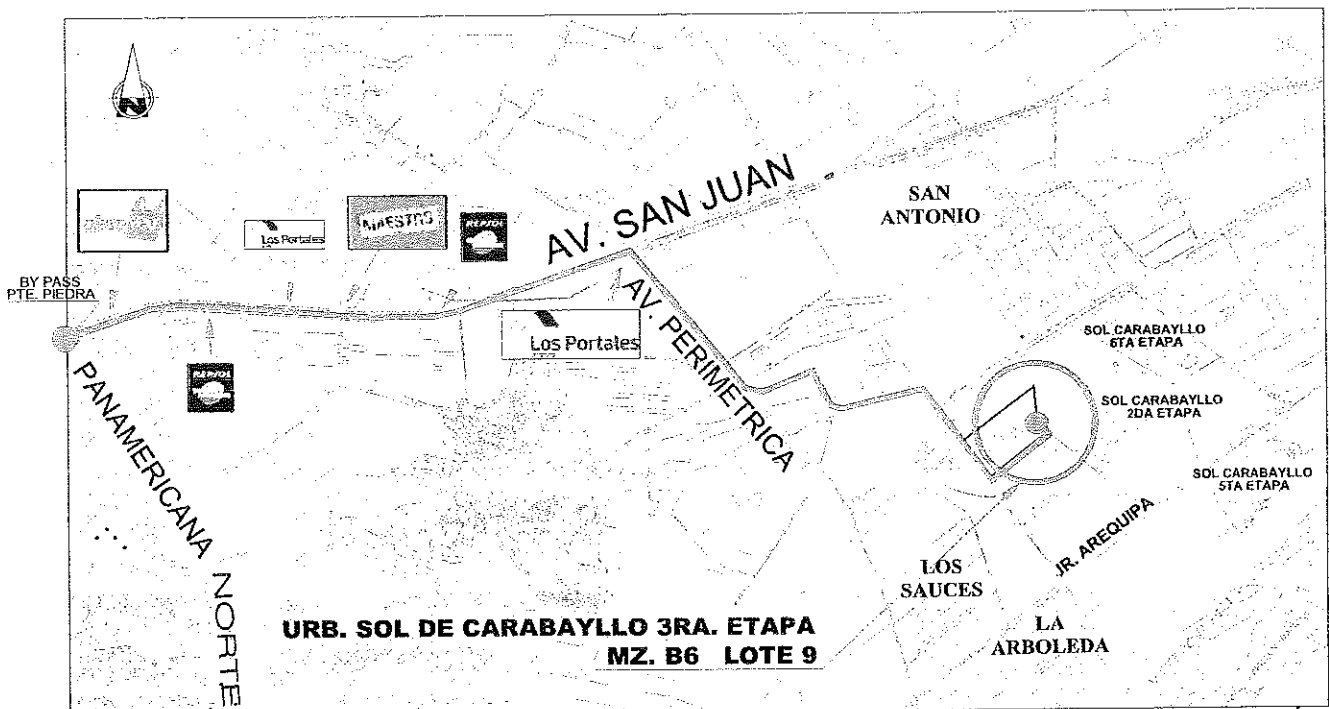 N
SAN
ANTONIO
AV. SAN JUAN
MAESTRO
Los Portales
BY PASS
PTE. PIEDRA
Los Portales
AV. PERIMETRICA
SOL CARABAYLLO
6TA ETAPA
REPSOL
PANAMERICANA NORTE
SOL CARABAYLLO
2DA ETAPA
SOL CARABAYLLO
5TA ETAPA
JR. AREQUIPA
LOS
SAUCES
LA
ARBOLEDA
URB. SOL DE CARABAYLLO 3RA. ETAPA
MZ. B6 LOTE 9